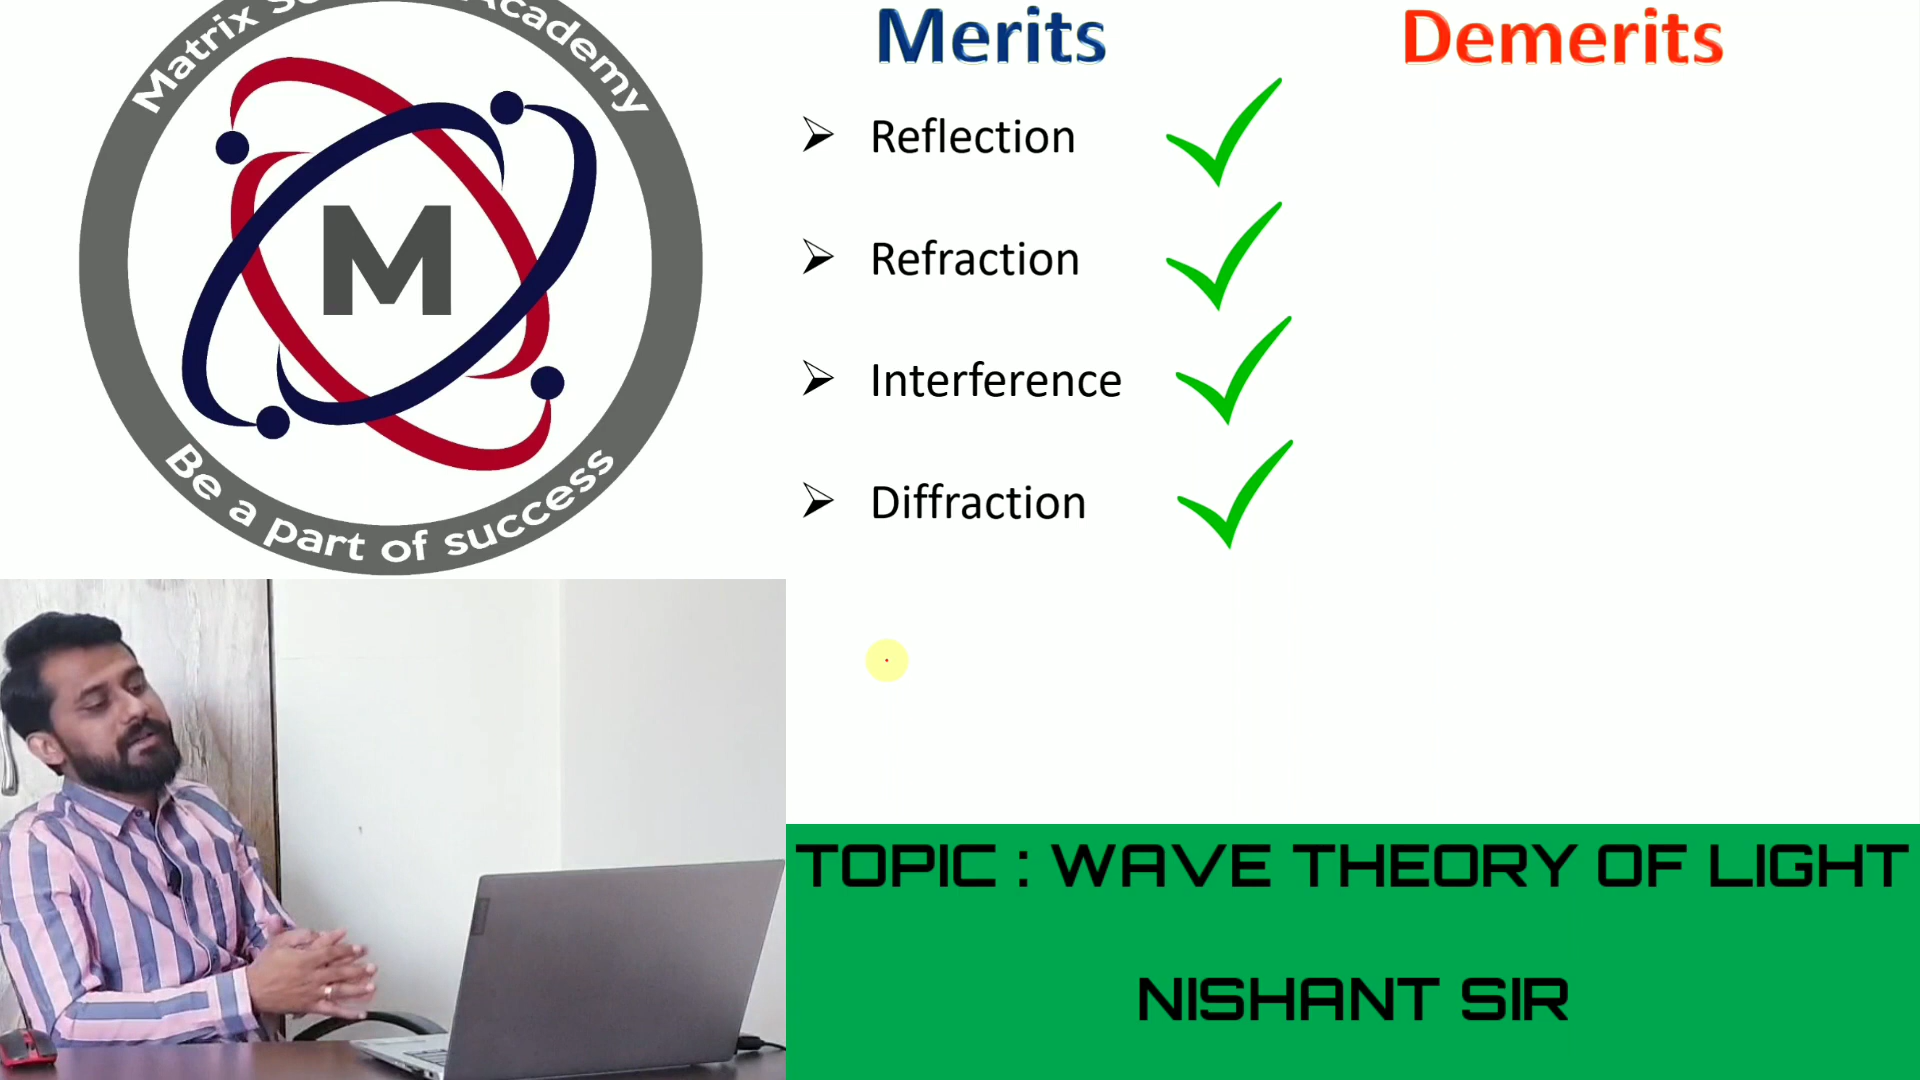 Matrix Academy
M
Be a part of success
Merits
Demerits
Reflection
Refraction
Interference
Diffraction
TOPIC : WAVE THEORY OF LIGHT
NISHANT SIR